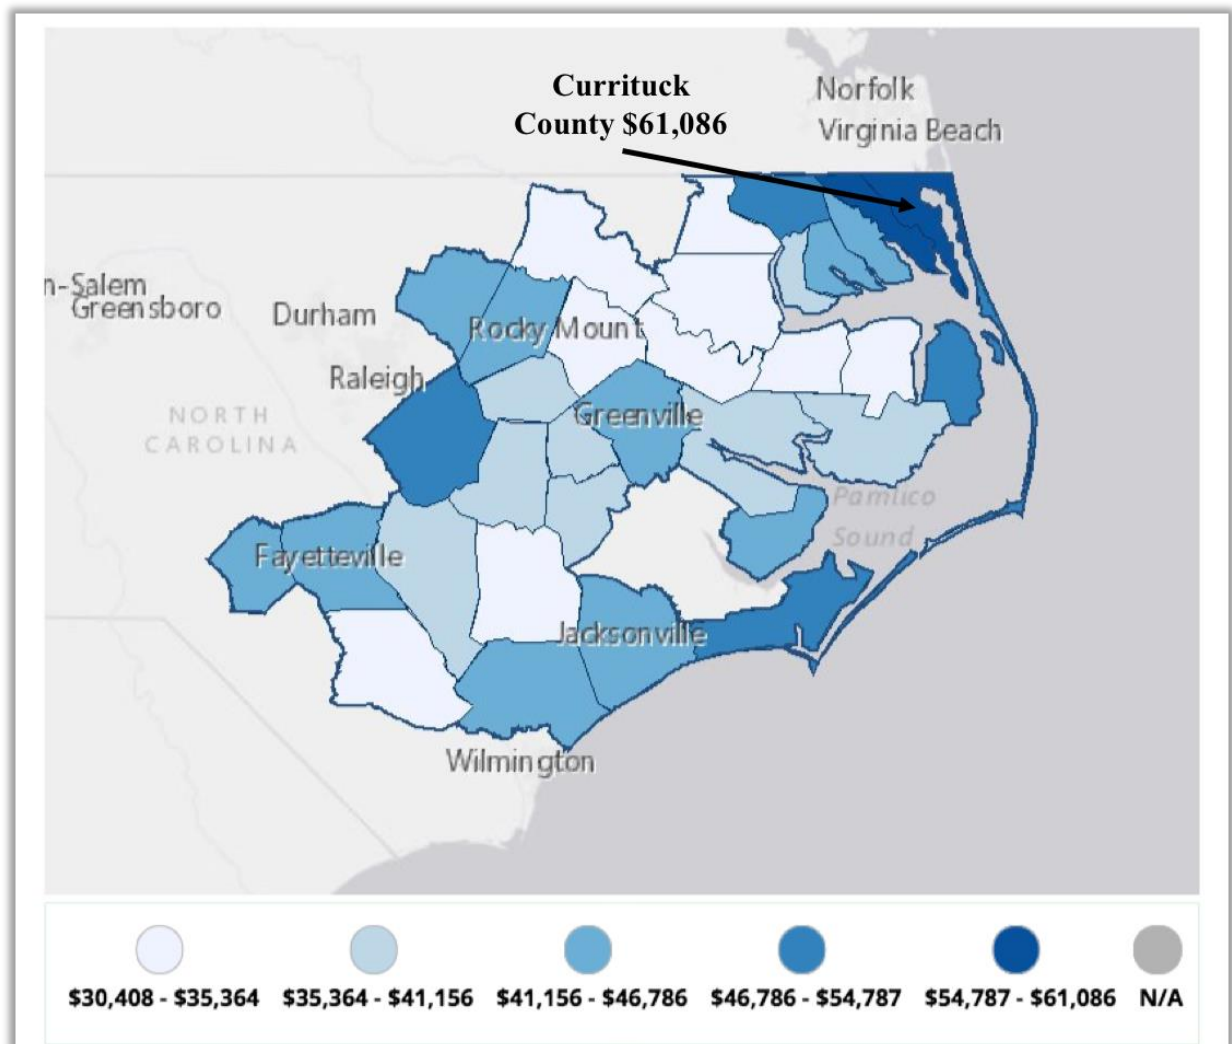 Currituck
County $61,086
Norfolk
Virginia Beach
n-Salem
Greensboro
Durham
Rocky Mount
Raleigh
NORTH
CAROLINA
Greenville
Pamlico
Sound
Fayetteville
Jacksonville
Wilmington
$30,408 - $35,364
$35,364 - $41,156
$41,156 - $46,786
$46,786 - $54,787
$54,787 - $61,086
N/A